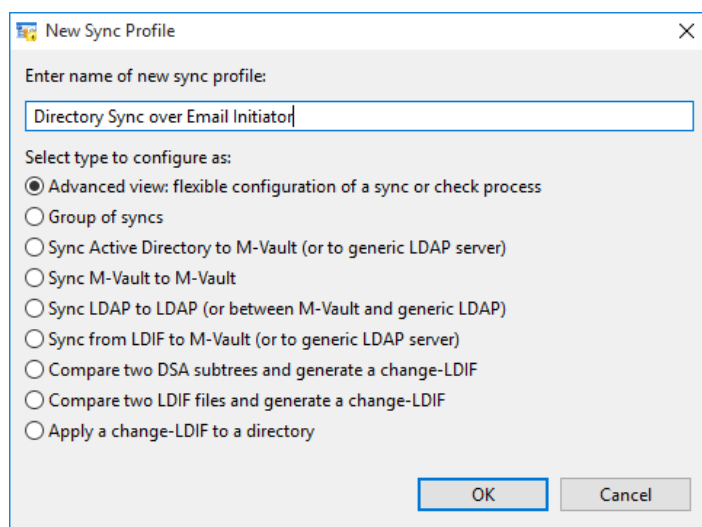 New Sync Profile
Enter name of new sync profile:
Directory Sync over Email Initiator
Select type to configure as:
Advanced view: flexible configuration of a sync or check process
Group of syncs
Sync Active Directory to M-Vault (or to generic LDAP server)
Sync M-Vault to M-Vault
Sync LDAP to LDAP (or between M-Vault and generic LDAP)
Sync from LDIF to M-Vault (or to generic LDAP server)
Compare two DSA subtrees and generate a change-LDIF
Compare two LDIF files and generate a change-LDIF
Apply a change-LDIF to a directory
OK Cancel